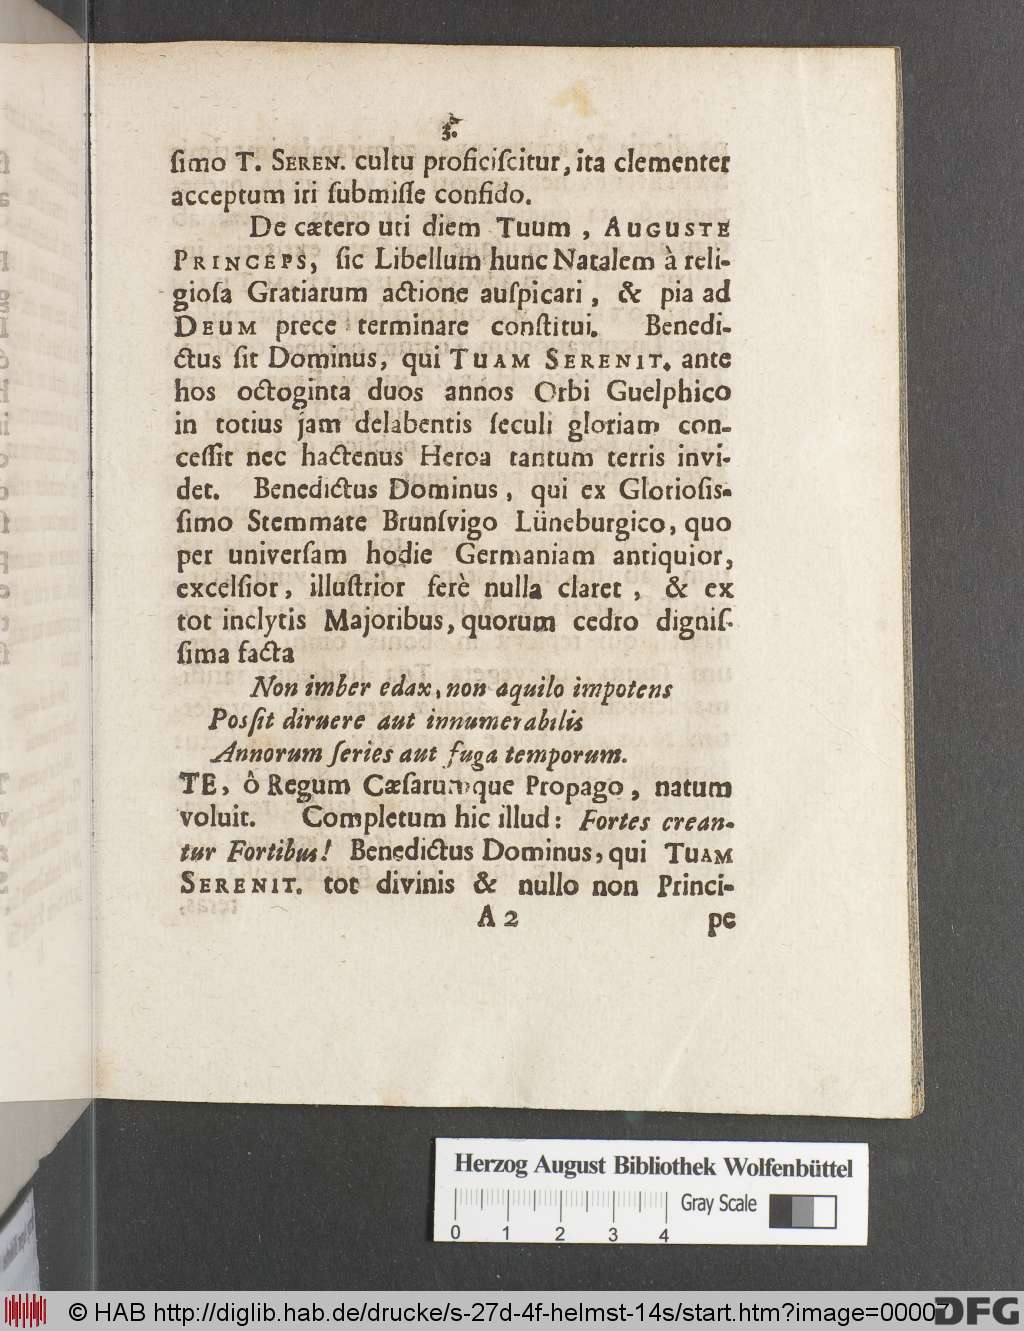 3.
ſimo T. SEREN. cultu proficiſcitur, ita clementer
acceptum iri ſubmiſſe confido.
De cætero uti diem Tuum, AUGUSTE
PRINCEPS, ſic Libellum hunc Natalem à reli-
gioſa Gratiarum actione auſpicari, & pia ad
DEUM prece terminare conſtitui. Benedi-
ctus ſit Dominus, qui TUAM SERENIT. ante
hos octoginta duos annos Orbi Guelphico
in totius jam delabentis ſeculi gloriam con-
ceſſit nec hactenus Heroa tantum terris invi-
det. Benedictus Dominus, qui ex Glorioſis-
ſimo Stemmate Brunſvigo Lüneburgico, quo
per univerſam hodie Germaniam antiquior,
excelſior, illuſtrior ferè nulla claret, & ex
tot inclytis Majoribus, quorum cedro digniſ-
ſima facta
Non imber edax, non aquilo impotens
Posſit diruere aut innumerabilis
Annorum ſeries aut fuga temporum.
TE, ô Regum Cæſarumque Propago, natum
voluit. Completum hic illud: Fortes crean-
tur Fortibus! Benedictus Dominus, qui TUAM
SERENIT. tot divinis & nullo non Princi-
A 2 pe
Herzog August Bibliothek Wolfenbüttel
Gray Scale
0 1 2 3 4
© HAB http://diglib.hab.de/drucke/s-27d-4f-helmst-14s/start.htm?image=00007
DFG